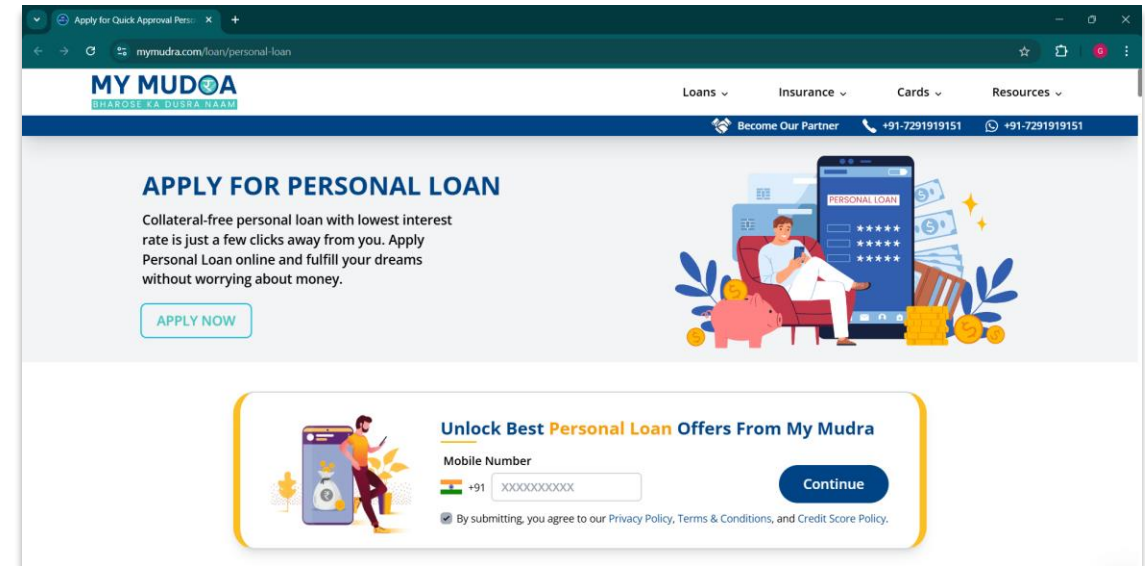 Apply for Quick Approval Perso
mymudra.com/loan/personal-loan
G
MY MUDRA
BHAROSE KA DUSRA NAAM
Loans Insurance Cards Resources
Become Our Partner +91-7291919151 +91-7291919151
APPLY FOR PERSONAL LOAN
Collateral-free personal loan with lowest interest
rate is just a few clicks away from you. Apply
Personal Loan online and fulfill your dreams
without worrying about money.
APPLY NOW
PERSONAL LOAN
*****
*****
*****
Unlock Best Personal Loan Offers From My Mudra
Mobile Number
+91 XXXXXXXXXX
Continue
By submitting, you agree to our Privacy Policy, Terms & Conditions, and Credit Score Policy.